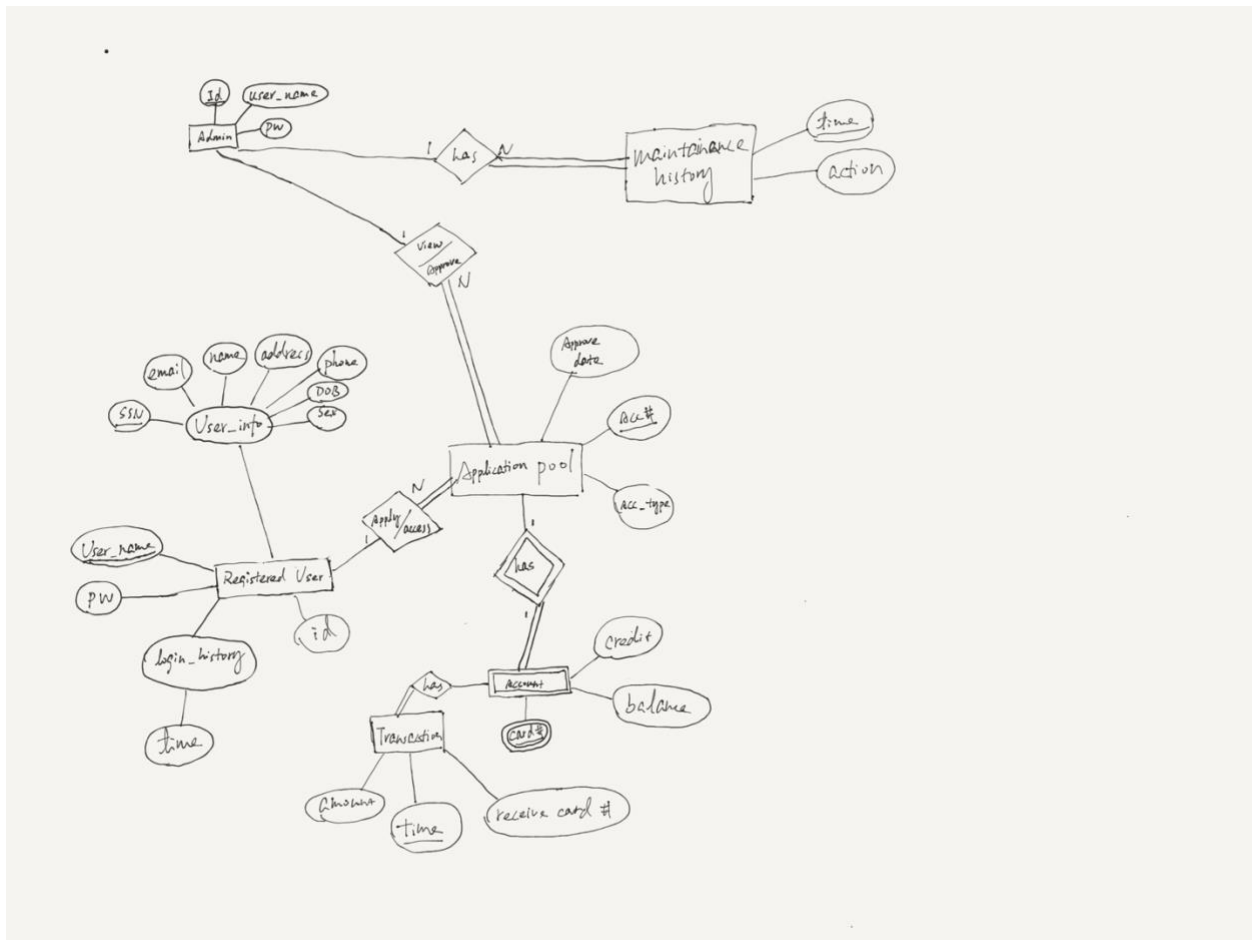 Id
user_name
Admin
PW
1
has
N
maintainance
history
time
action
1
View
Approve
N
Approve
date
email
name
address
phone
DOB
Sex
SSN
User_info
Acc#
Application pool
Acc_type
N
Apply/
access
1
1
has
1
User_name
PW
Registered User
id
login_history
time
credit
has
Account
balance
card#
Transaction
amount
time
receive card #